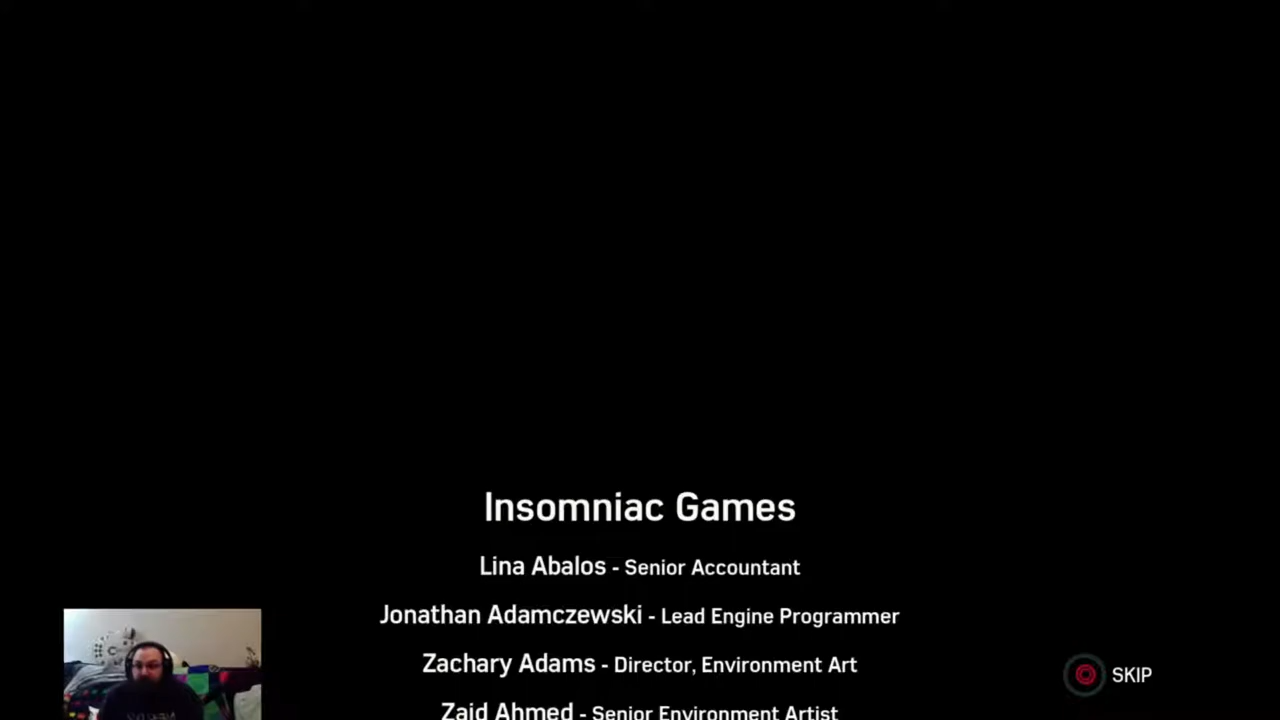 Insomniac Games
Lina Abalos - Senior Accountant
Jonathan Adamczewski - Lead Engine Programmer
Zachary Adams - Director, Environment Art
SKIP
Zaid Ahmed - Senior Environment Artist